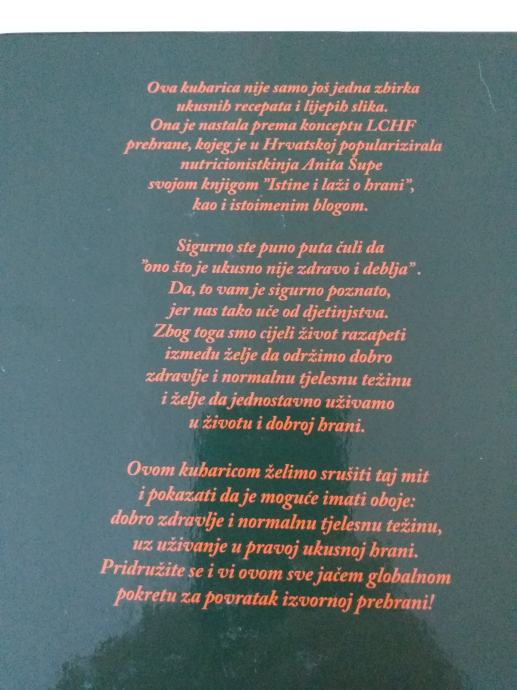 Ova kuharica nije samo još jedna zbirka
ukusnih recepata i lijepih slika.
Ona je nastala prema konceptu LCHF
prehrane, kojeg je u Hrvatskoj popularizirala
nutricionistkinja Anita Šupe
svojom knjigom "Istine i laži o hrani",
kao i istoimenim blogom.
Sigurno ste puno puta čuli da
"ono što je ukusno nije zdravo i deblja".
Da, to vam je sigurno poznato,
jer nas tako uče od djetinjstva.
Zbog toga smo cijeli život razapeti
između želje da održimo dobro
zdravlje i normalnu tjelesnu težinu
i želje da jednostavno uživamo
u životu i dobroj hrani.
Ovom kuharicom želimo srušiti taj mit
i pokazati da je moguće imati oboje:
dobro zdravlje i normalnu tjelesnu težinu,
uz uživanje u pravoj ukusnoj hrani.
Pridružite se i vi ovom sve jačem globalnom
pokretu za povratak izvornoj prehrani!